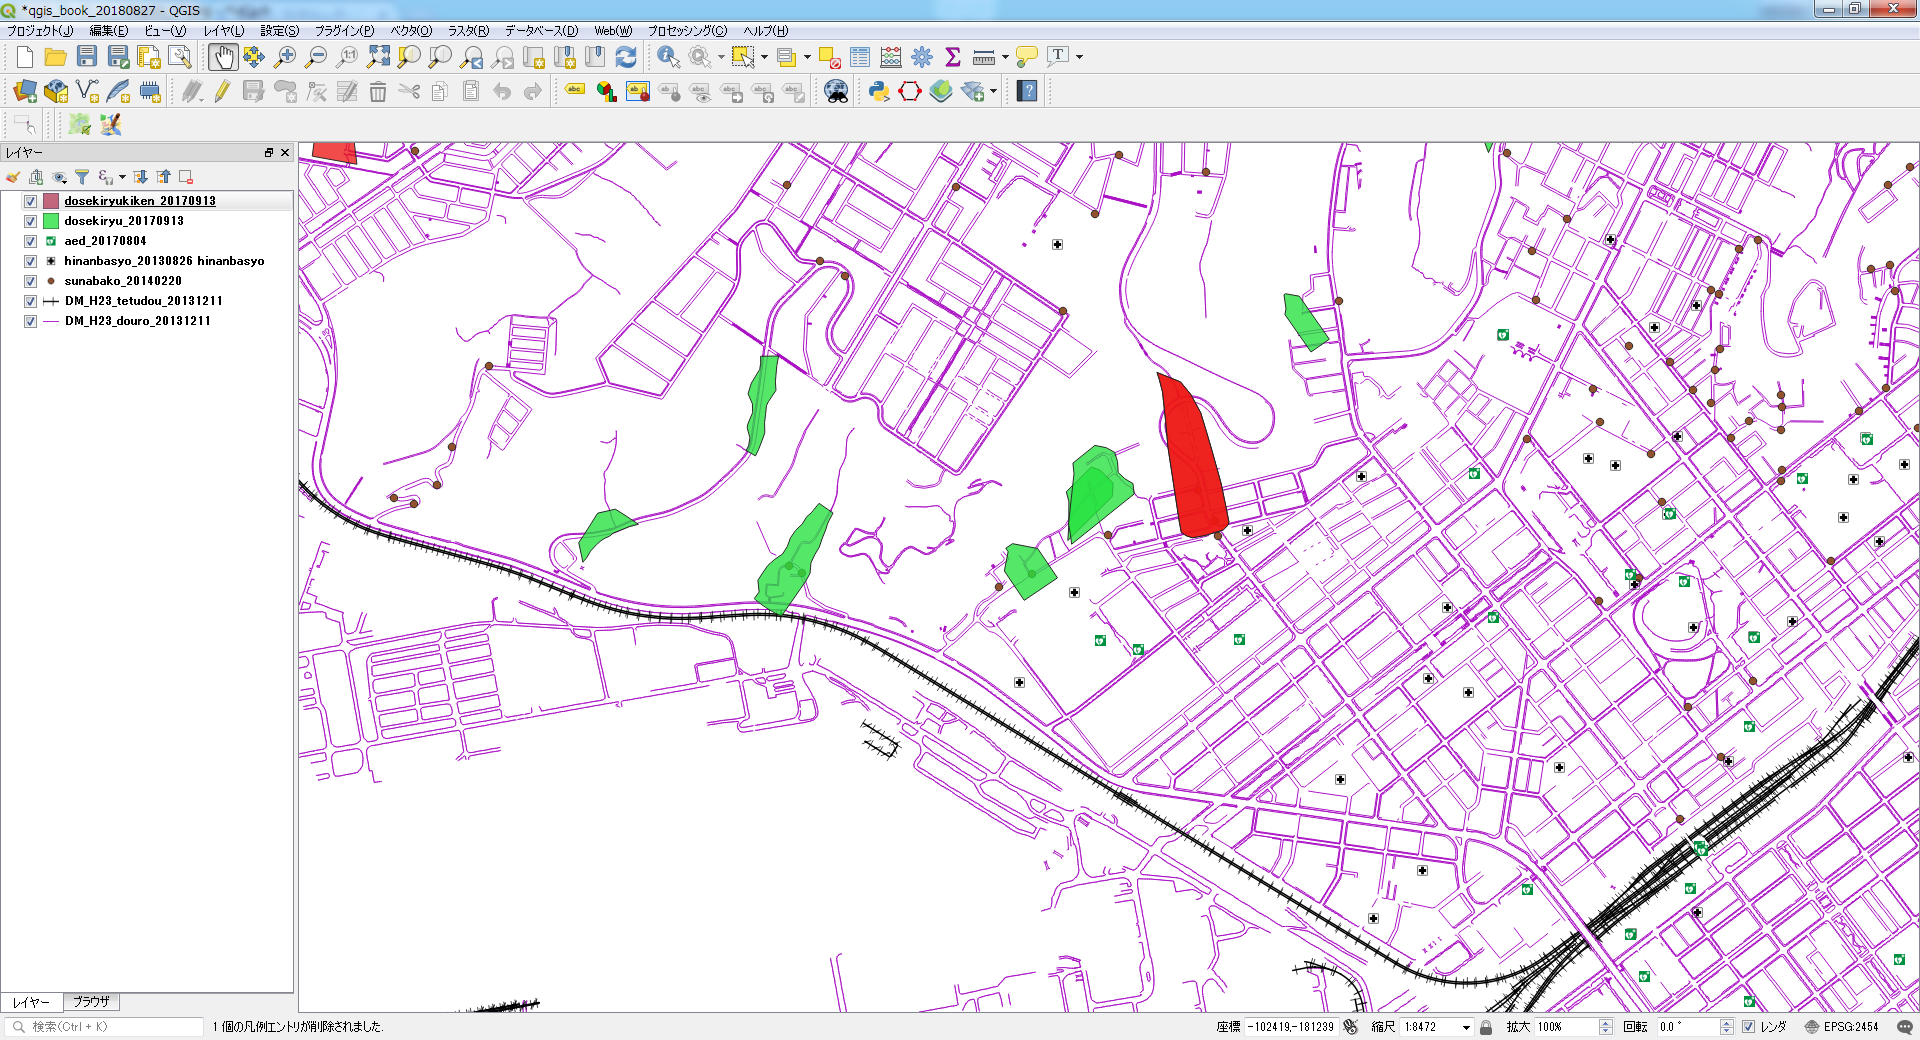 *qgis_book_20180827 - QGIS
プロジェクト(J) 編集(E) ビュー(V) レイヤ(L) 設定(S) プラグイン(P) ベクタ(O) ラスタ(R) データベース(D) Web(W) プロセッシング(C) ヘルプ(H)
レイヤー
dosekiryukiken_20170913
dosekiryu_20170913
aed_20170804
hinanbasyo_20130826 hinanbasyo
sunabako_20140220
DM_H23_tetudou_20131211
DM_H23_douro_20131211
レイヤー ブラウザ
検索(Ctrl + K) 1 個の凡例エントリが削除されました. 座標 -102419,-181239 縮尺 1:8472 拡大 100% 回転 0.0 ° レンダ EPSG:2454